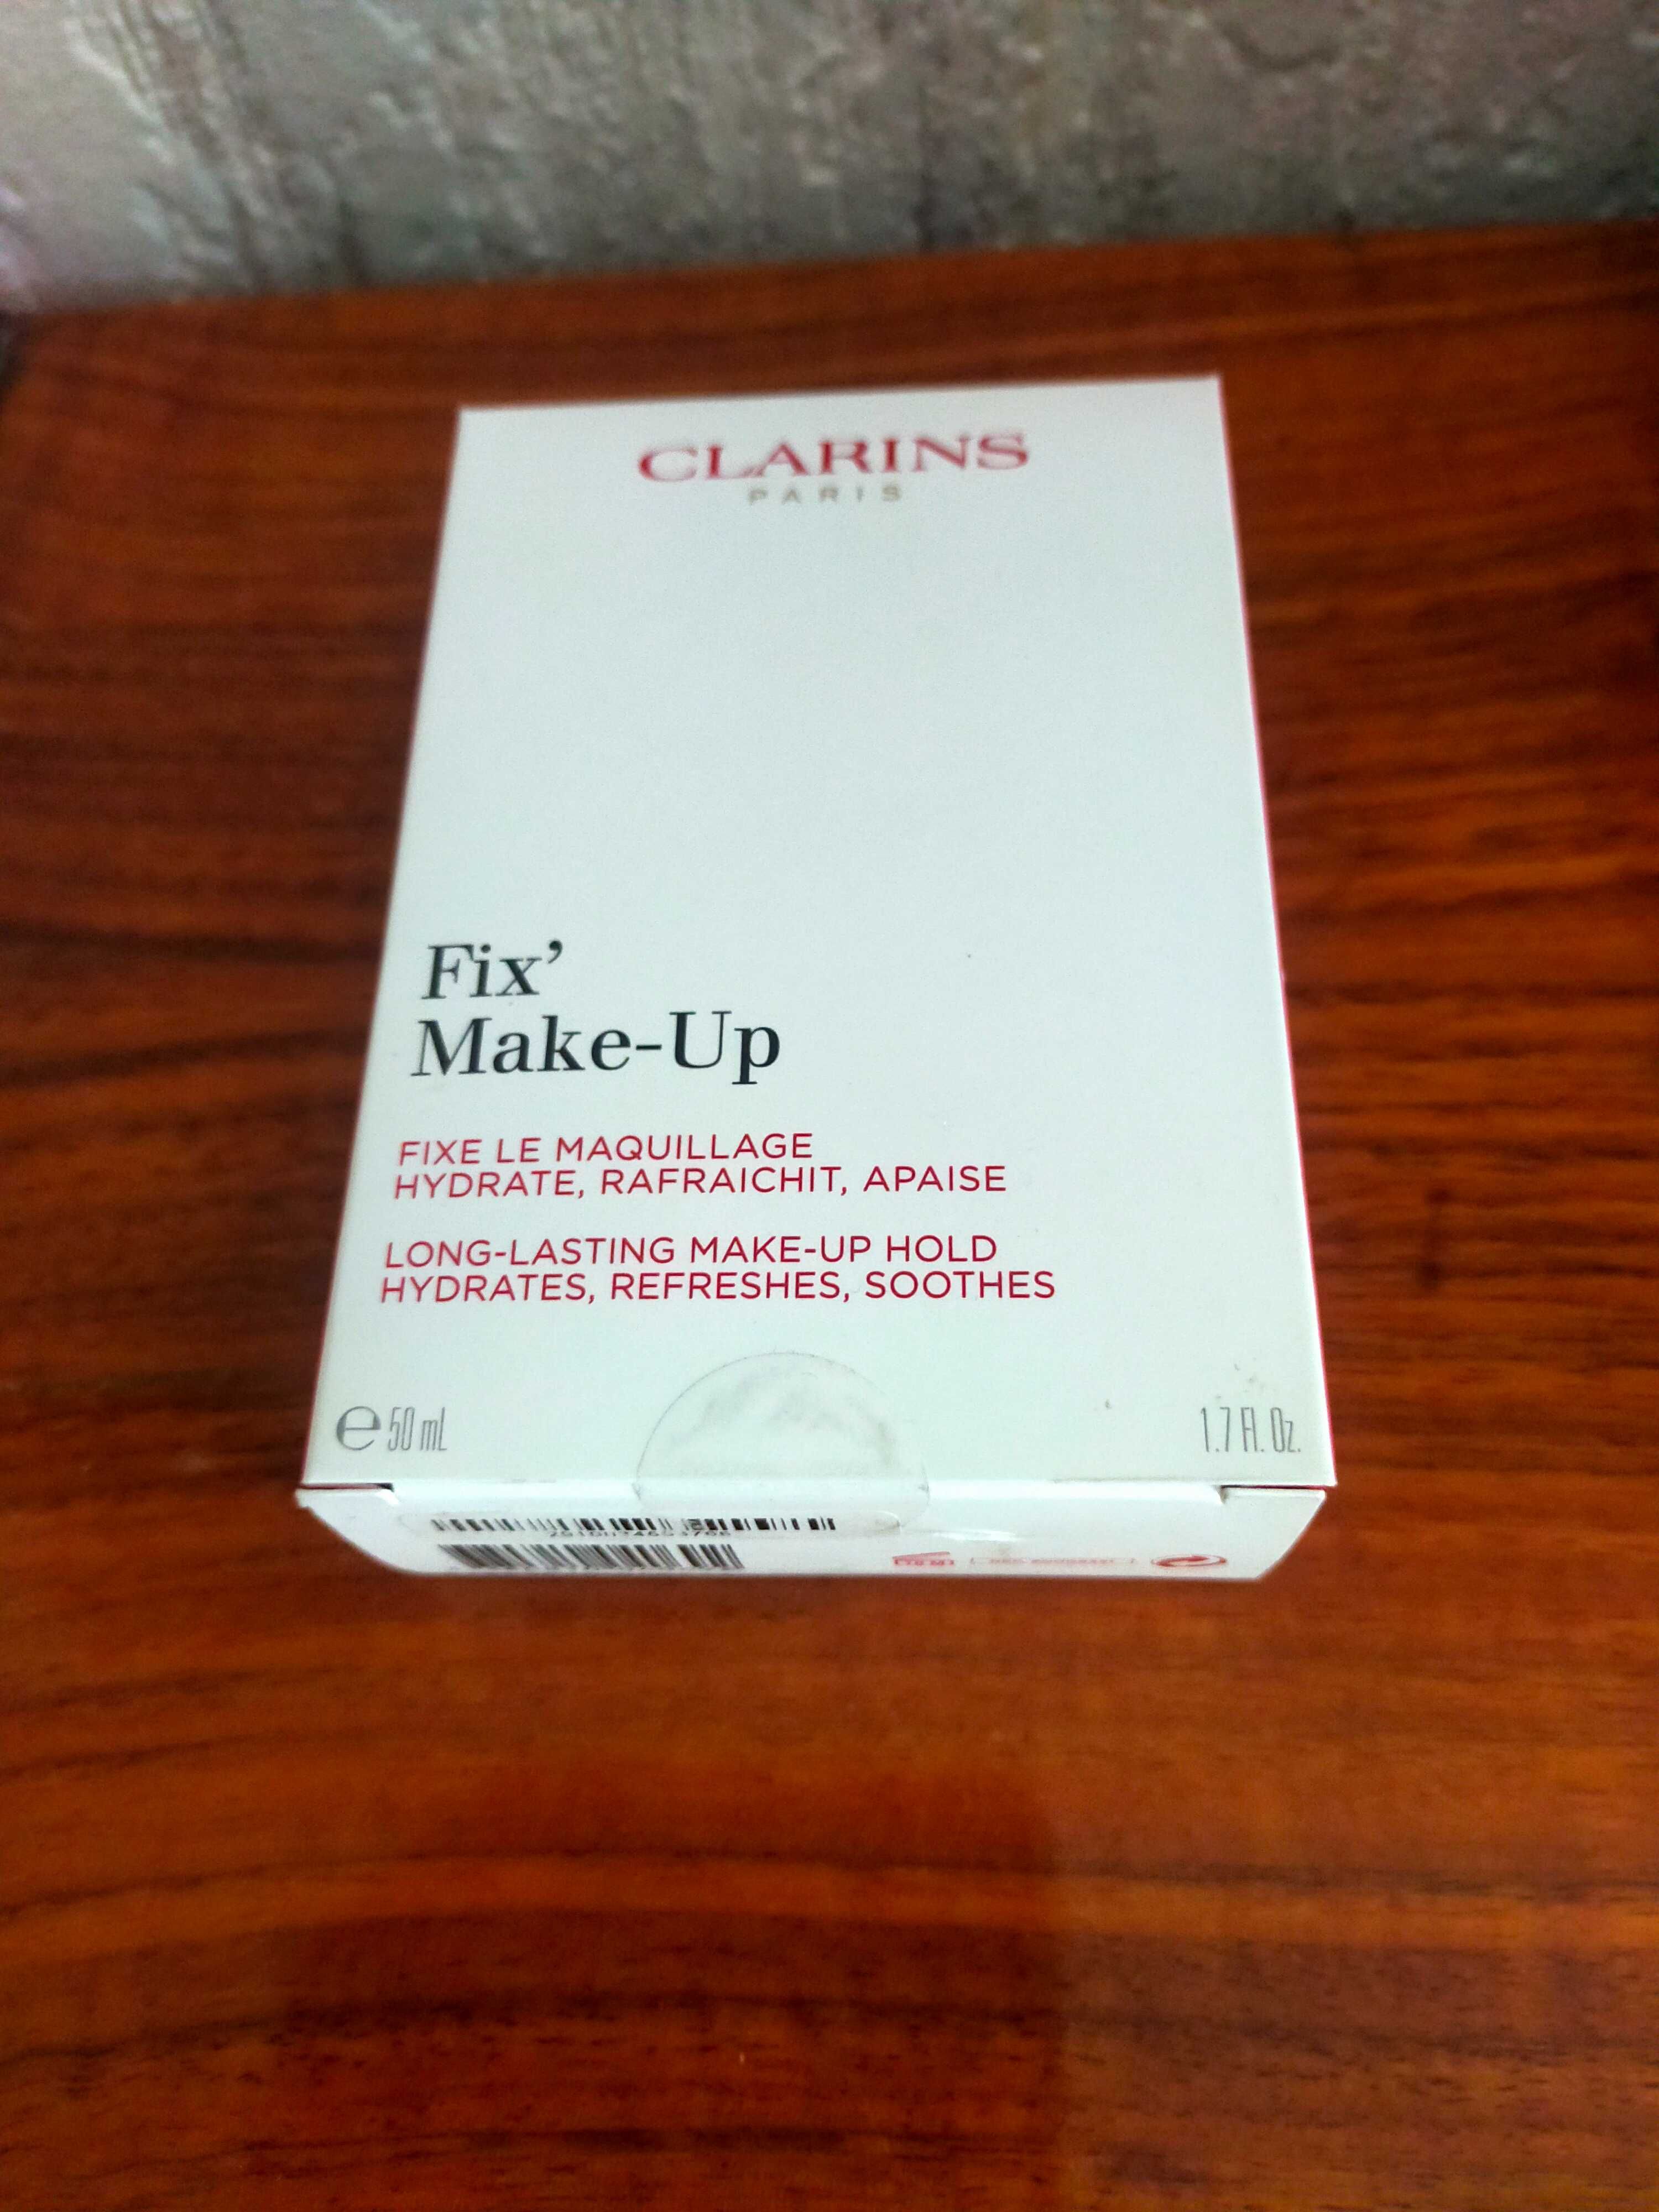 CLARINS
PARIS
Fix’
Make-Up
FIXE LE MAQUILLAGE
HYDRATE, RAFRAICHIT, APAISE
LONG-LASTING MAKE-UP HOLD
HYDRATES, REFRESHES, SOOTHES
℮ 50 mL
1.7 Fl. Oz.